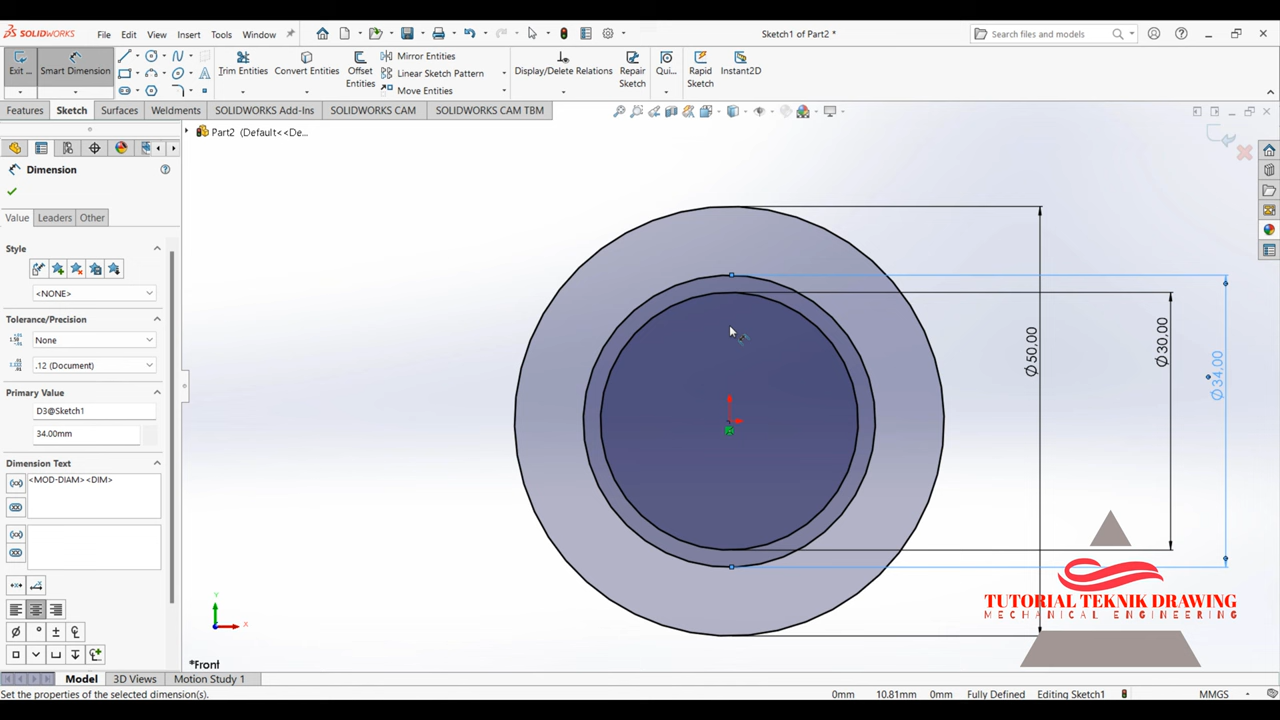 SOLIDWORKS
File
Edit
View
Insert
Tools
Window
Sketch1 of Part2 *
Search files and models
Exit ...
Smart Dimension
Trim Entities
Convert Entities
Offset
Entities
Mirror Entities
Linear Sketch Pattern
Move Entities
Display/Delete Relations
Repair
Sketch
Qui...
Rapid
Sketch
Instant2D
Features
Sketch
Surfaces
Weldments
SOLIDWORKS Add-Ins
SOLIDWORKS CAM
SOLIDWORKS CAM TBM
Part2 (Default<<De...
Dimension
Value
Leaders
Other
Style
<NONE>
Tolerance/Precision
None
.12 (Document)
Primary Value
D3@Sketch1
34.00mm
Dimension Text
<MOD-DIAM><DIM>
∅50,00
∅30,00
∅34,00
Y
X
*Front
TUTORIAL TEKNIK DRAWING
MECHANICAL ENGINEERING
Model
3D Views
Motion Study 1
Set the properties of the selected dimension(s).
0mm
10.81mm
0mm
Fully Defined
Editing Sketch1
MMGS